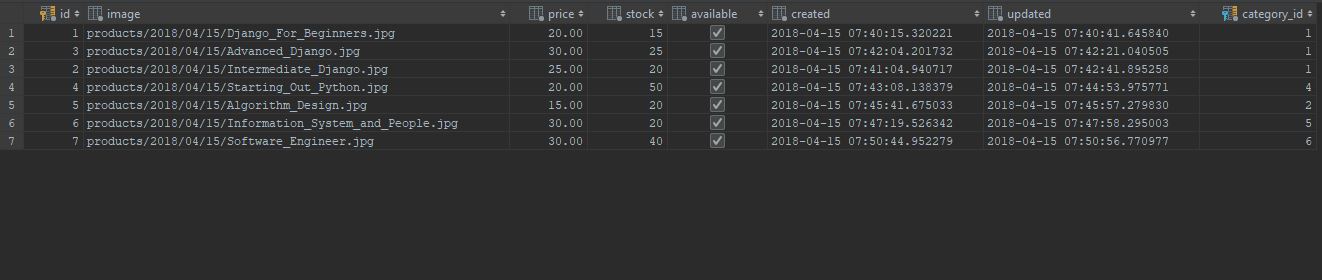 id image price stock available created updated category_id
1 1 products/2018/04/15/Django_For_Beginners.jpg 20.00 15 2018-04-15 07:40:15.320221 2018-04-15 07:40:41.645840 1
2 3 products/2018/04/15/Advanced_Django.jpg 30.00 25 2018-04-15 07:42:04.201732 2018-04-15 07:42:21.040505 1
3 2 products/2018/04/15/Intermediate_Django.jpg 25.00 20 2018-04-15 07:41:04.940717 2018-04-15 07:42:41.895258 1
4 4 products/2018/04/15/Starting_Out_Python.jpg 20.00 50 2018-04-15 07:43:08.138379 2018-04-15 07:44:53.975771 4
5 5 products/2018/04/15/Algorithm_Design.jpg 15.00 20 2018-04-15 07:45:41.675033 2018-04-15 07:45:57.279830 2
6 6 products/2018/04/15/Information_System_and_People.jpg 30.00 20 2018-04-15 07:47:19.526342 2018-04-15 07:47:58.295003 5
7 7 products/2018/04/15/Software_Engineer.jpg 30.00 40 2018-04-15 07:50:44.952279 2018-04-15 07:50:56.770977 6